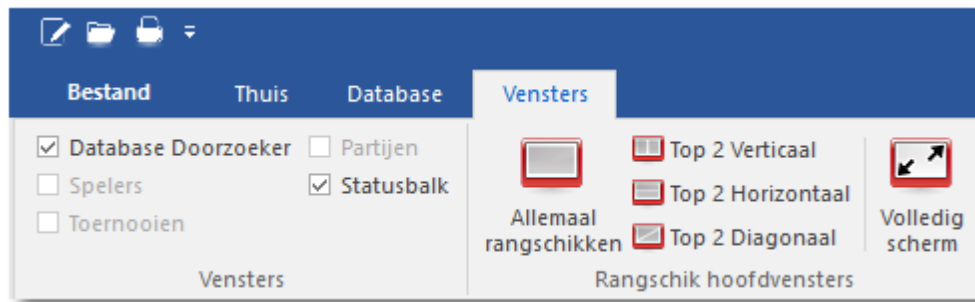 Bestand Thuis Database Vensters
Database Doorzoeker Partijen
Spelers Statusbalk
Toernooien
Vensters
Allemaal
rangschikken
Top 2 Verticaal
Top 2 Horizontaal
Top 2 Diagonaal
Volledig
scherm
Rangschik hoofdvensters